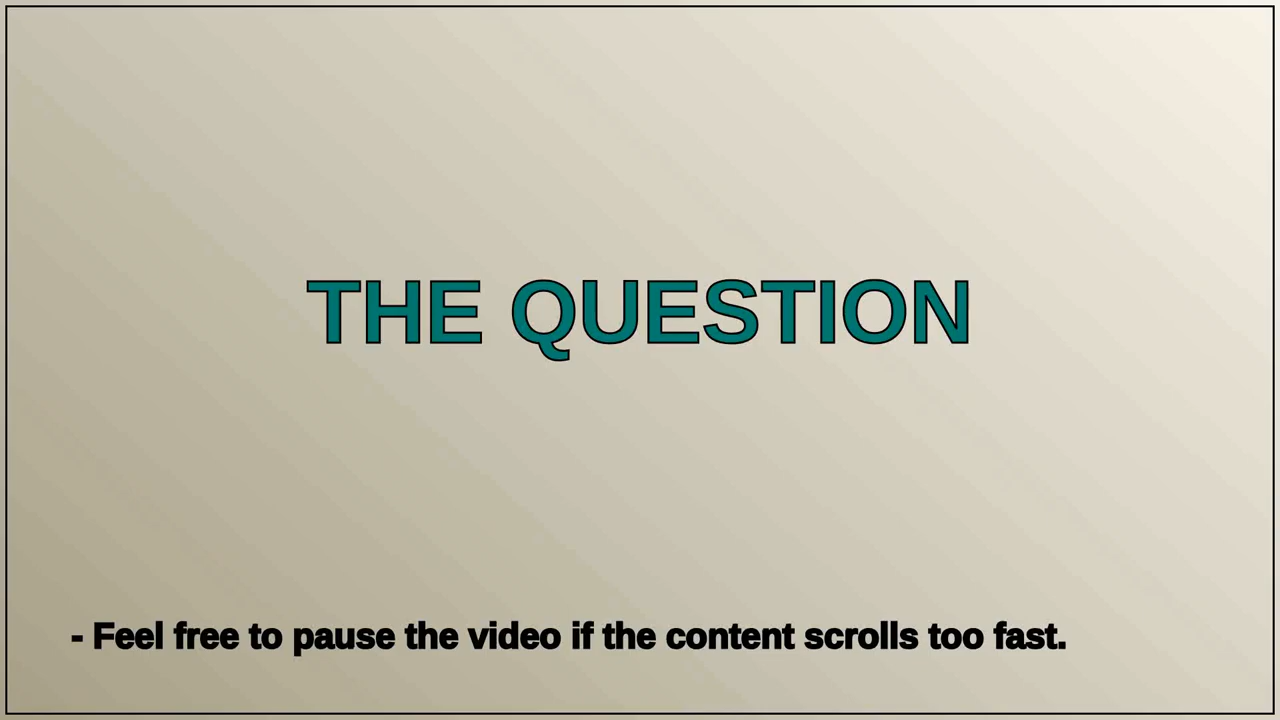 THE QUESTION
- Feel free to pause the video if the content scrolls too fast.